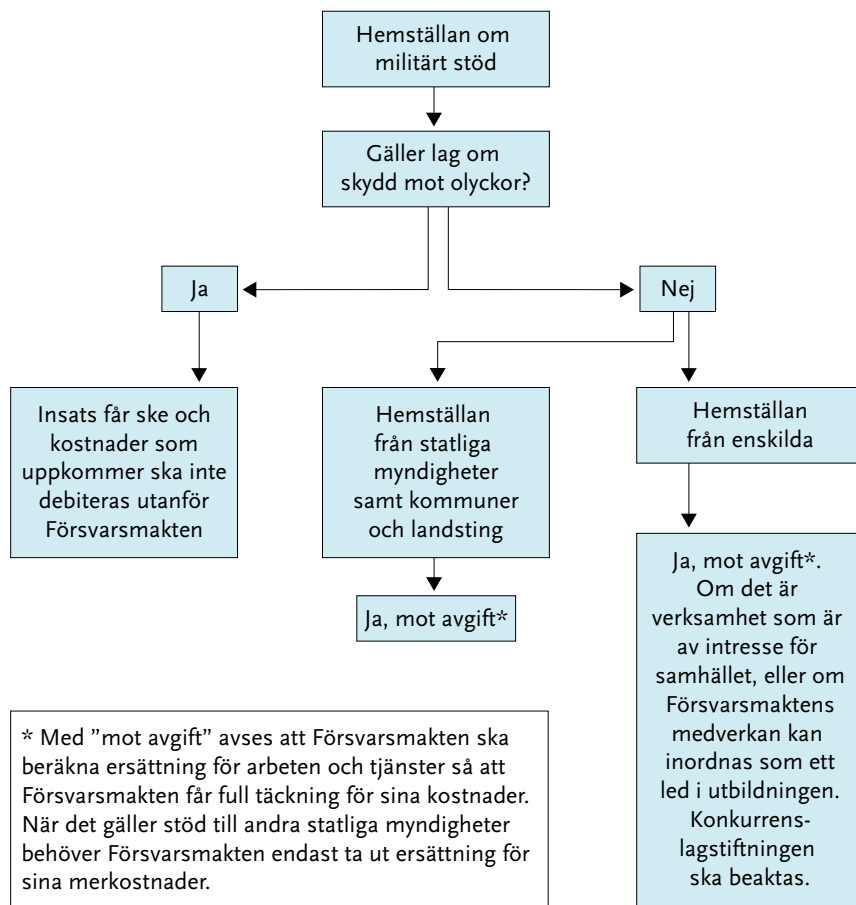 Hemställan om
militärt stöd
Gäller lag om
skydd mot olyckor?
Ja
Nej
Insats får ske och
kostnader som
uppkommer ska inte
debiteras utanför
Försvarsmakten
Hemställan
från statliga
myndigheter
samt kommuner
och landsting
Hemställan
från enskilda
Ja, mot avgift*
Ja, mot avgift*.
Om det är
verksamhet som är
av intresse för
samhället, eller om
Försvarsmaktens
medverkan kan
inordnas som ett
led i utbildningen.
Konkurrens-
lagstiftningen
ska beaktas.
* Med ”mot avgift” avses att Försvarsmakten ska
beräkna ersättning för arbeten och tjänster så att
Försvarsmakten får full täckning för sina kostnader.
När det gäller stöd till andra statliga myndigheter
behöver Försvarsmakten endast ta ut ersättning för
sina merkostnader.